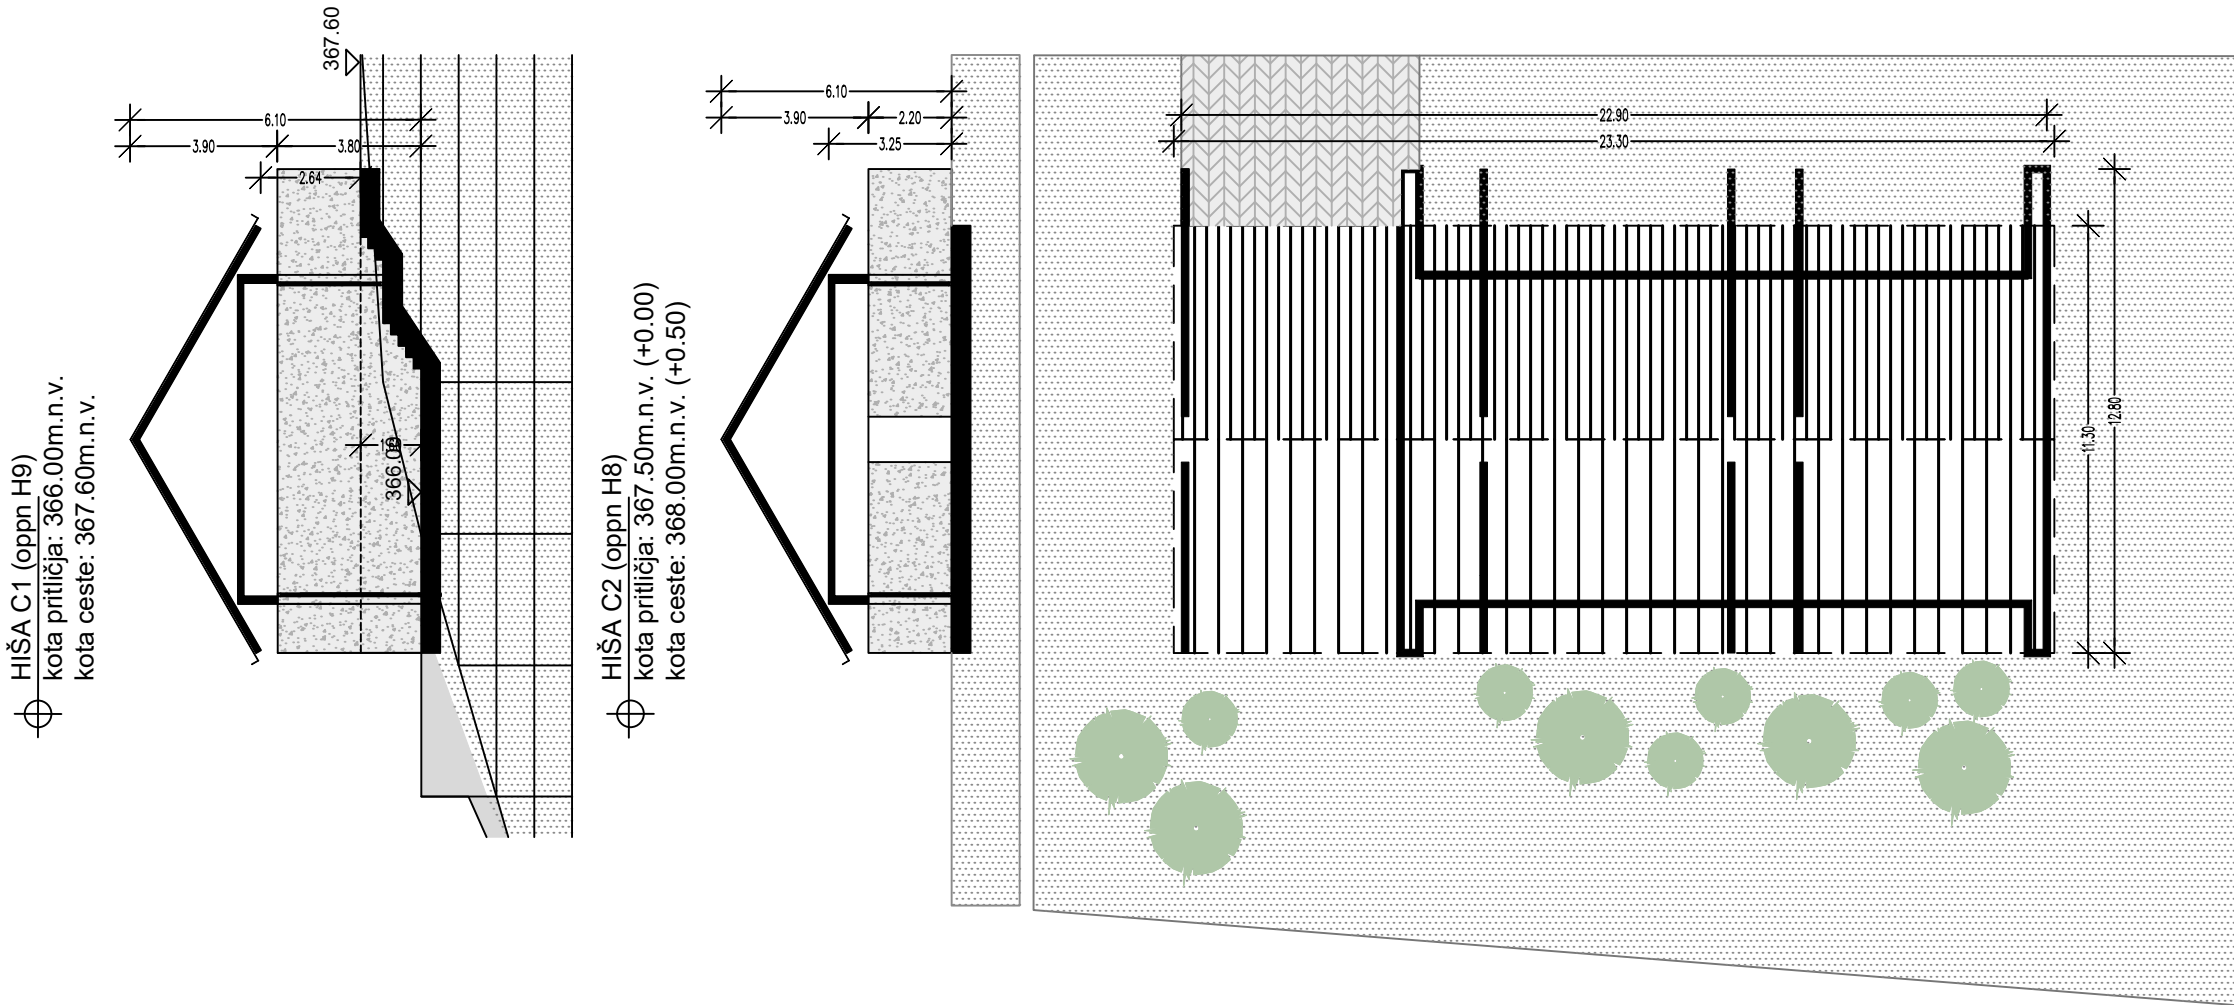 HIŠA C1 (oppn H9)
kota pritličja: 366.00m.n.v.
kota ceste: 367.60m.n.v.
367.60
6.10
3.90
3.80
2.64
366.00
HIŠA C2 (oppn H8)
kota pritličja: 367.50m.n.v. (+0.00)
kota ceste: 368.00m.n.v. (+0.50)
6.10
3.90
2.20
3.25
22.90
23.30
11.30
12.80